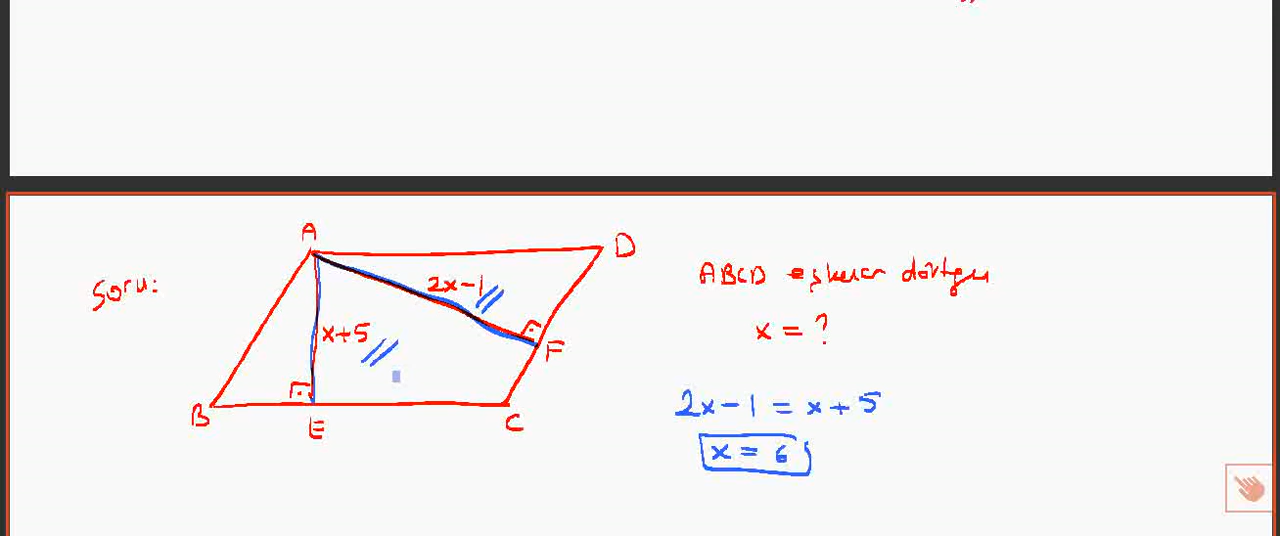 Soru:
A
D
2x-1
x+5
F
B
E
C
ABCD eşkenar dörtgen
x = ?
2x-1 = x+5
x = 6